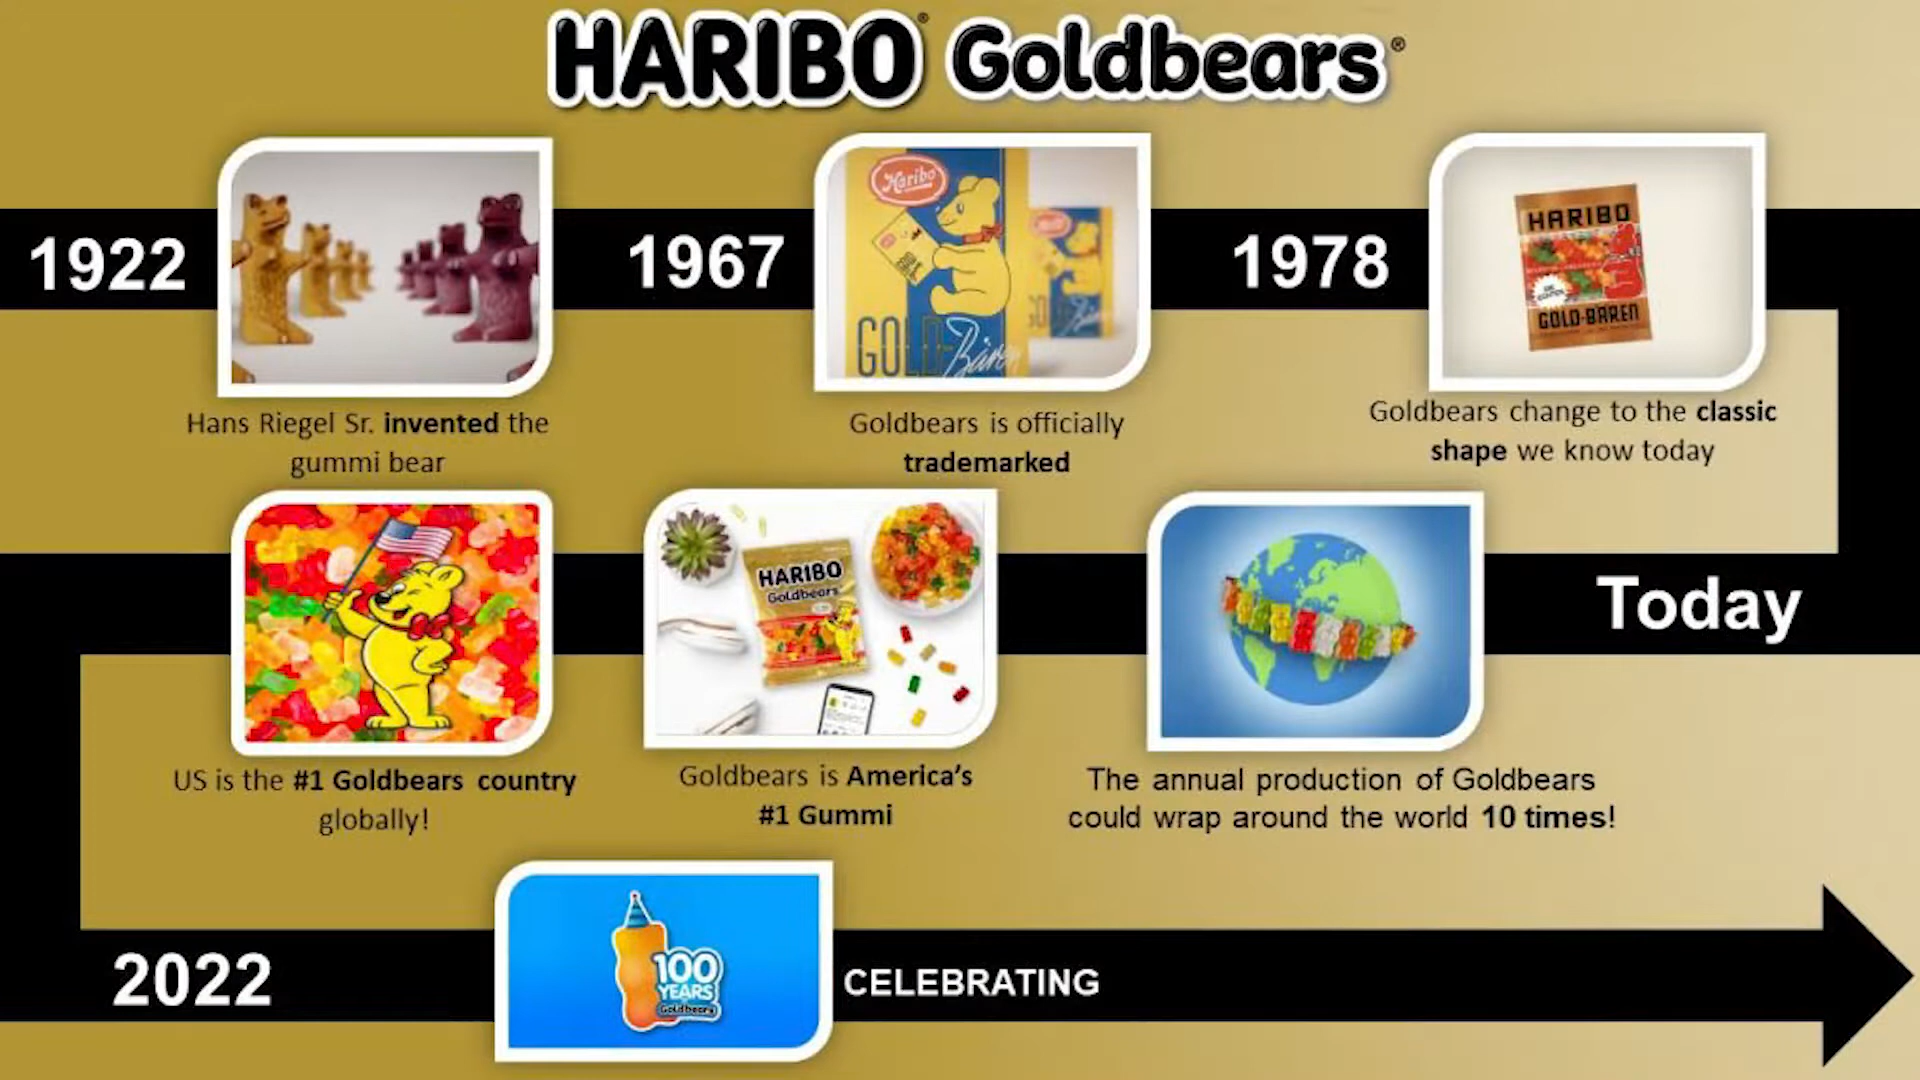 HARIBO® Goldbears®
1922
1967
Haribo
GOLD
Bären
1978
HARIBO
GOLD-BÄREN
Hans Riegel Sr. invented the
gummi bear
Goldbears is officially
trademarked
Goldbears change to the classic
shape we know today
HARIBO
Goldbears
Today
US is the #1 Goldbears country
globally!
Goldbears is America’s
#1 Gummi
The annual production of Goldbears
could wrap around the world 10 times!
2022
100
YEARS
Goldbears
CELEBRATING